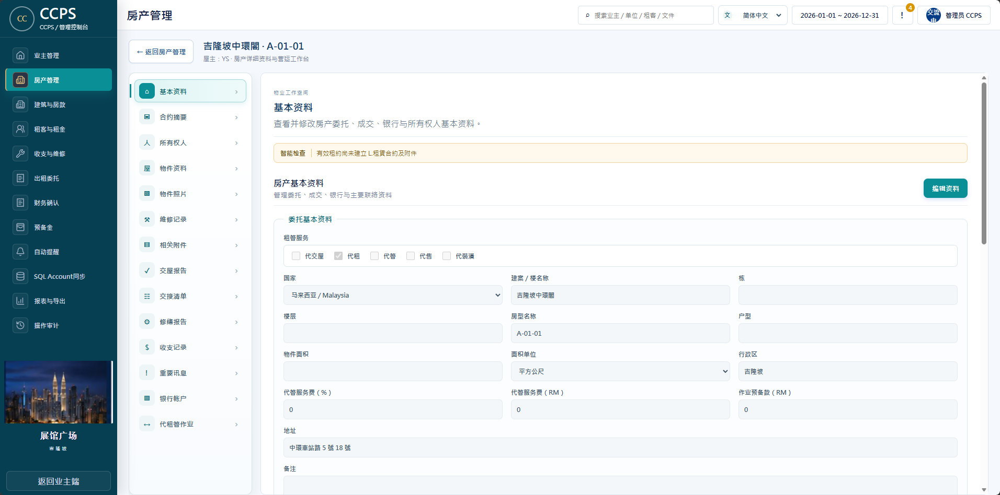 CC
CCPS
CCPS / 管理控制台
业主管理
房产管理
建筑与房款
租客与租金
收支与维修
出租委托
财务确认
预备金
自动提醒
SQL Account同步
报表与导出
操作审计
展馆广场
吉隆坡
返回业主端
房产管理
搜索业主 / 单位 / 租客 / 文件
文 简体中文
2026-01-01 ~ 2026-12-31
! 4
交流电
管理员 CCPS
← 返回房产管理
吉隆坡中環閣 · A-01-01
屋主：YS · 房产详细资料与营运工作台
基本资料
合约摘要
人 所有权人
屋 物件资料
物件照片
维修记录
相关附件
✓ 交屋报告
交接清单
修缮报告
$ 收支记录
! 重要讯息
银行帐户
↔ 代租管作业
物业工作空间
基本资料
查看并修改房产委托、成交、银行与所有权人基本资料。
智能检查 有效租約尚未建立 L.租賃合約及附件
房产基本资料
管理委托、成交、银行与主要联络资料
编辑资料
委托基本资料
租管服务
代交屋 代租 代管 代售 代裝潢
国家 建案 / 楼名称 栋
马来西亚 / Malaysia 吉隆坡中環閣
楼层 房型名称 户型
A-01-01
物件面积 面积单位 行政区
平方公尺 吉隆坡
代管服务费（%） 代管服务费（RM） 作业预备款（RM）
0 0 0
地址
中環車站路 5 號 18 號
备注